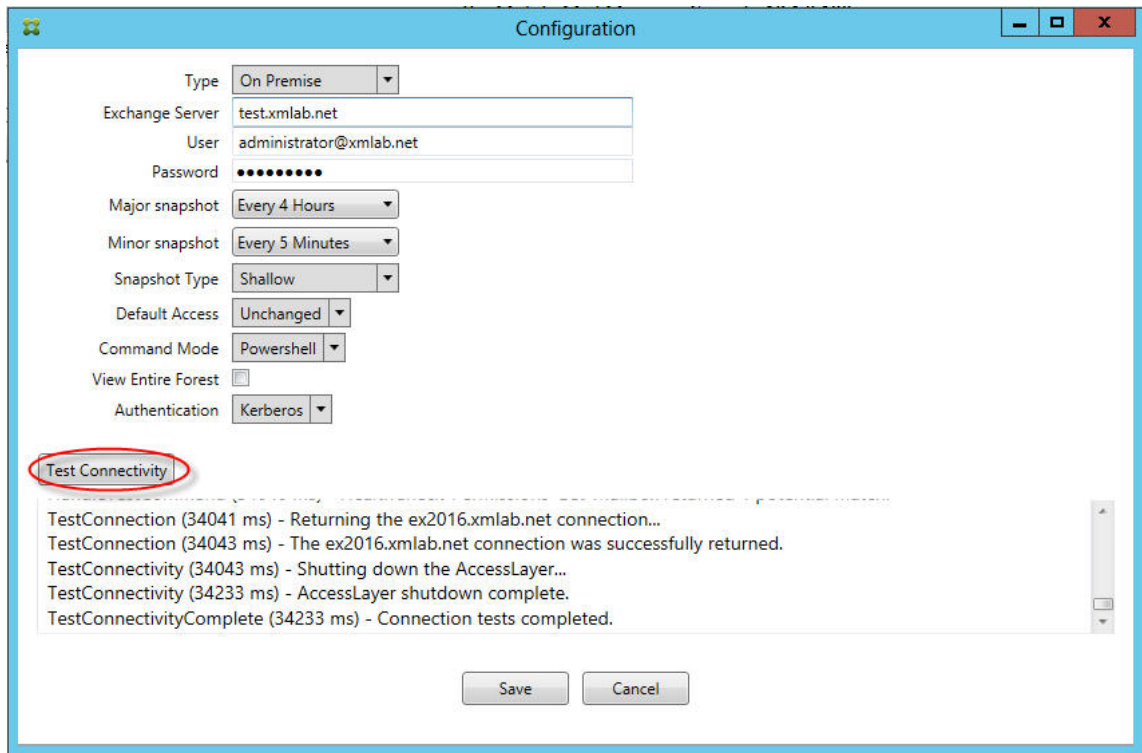 Configuration
Type On Premise
Exchange Server test.xmlab.net
User administrator@xmlab.net
Password •••••••••
Major snapshot Every 4 Hours
Minor snapshot Every 5 Minutes
Snapshot Type Shallow
Default Access Unchanged
Command Mode Powershell
View Entire Forest
Authentication Kerberos
Test Connectivity
TestConnection (34041 ms) - Returning the ex2016.xmlab.net connection...
TestConnection (34043 ms) - The ex2016.xmlab.net connection was successfully returned.
TestConnectivity (34043 ms) - Shutting down the AccessLayer...
TestConnectivity (34233 ms) - AccessLayer shutdown complete.
TestConnectivityComplete (34233 ms) - Connection tests completed.
Save Cancel